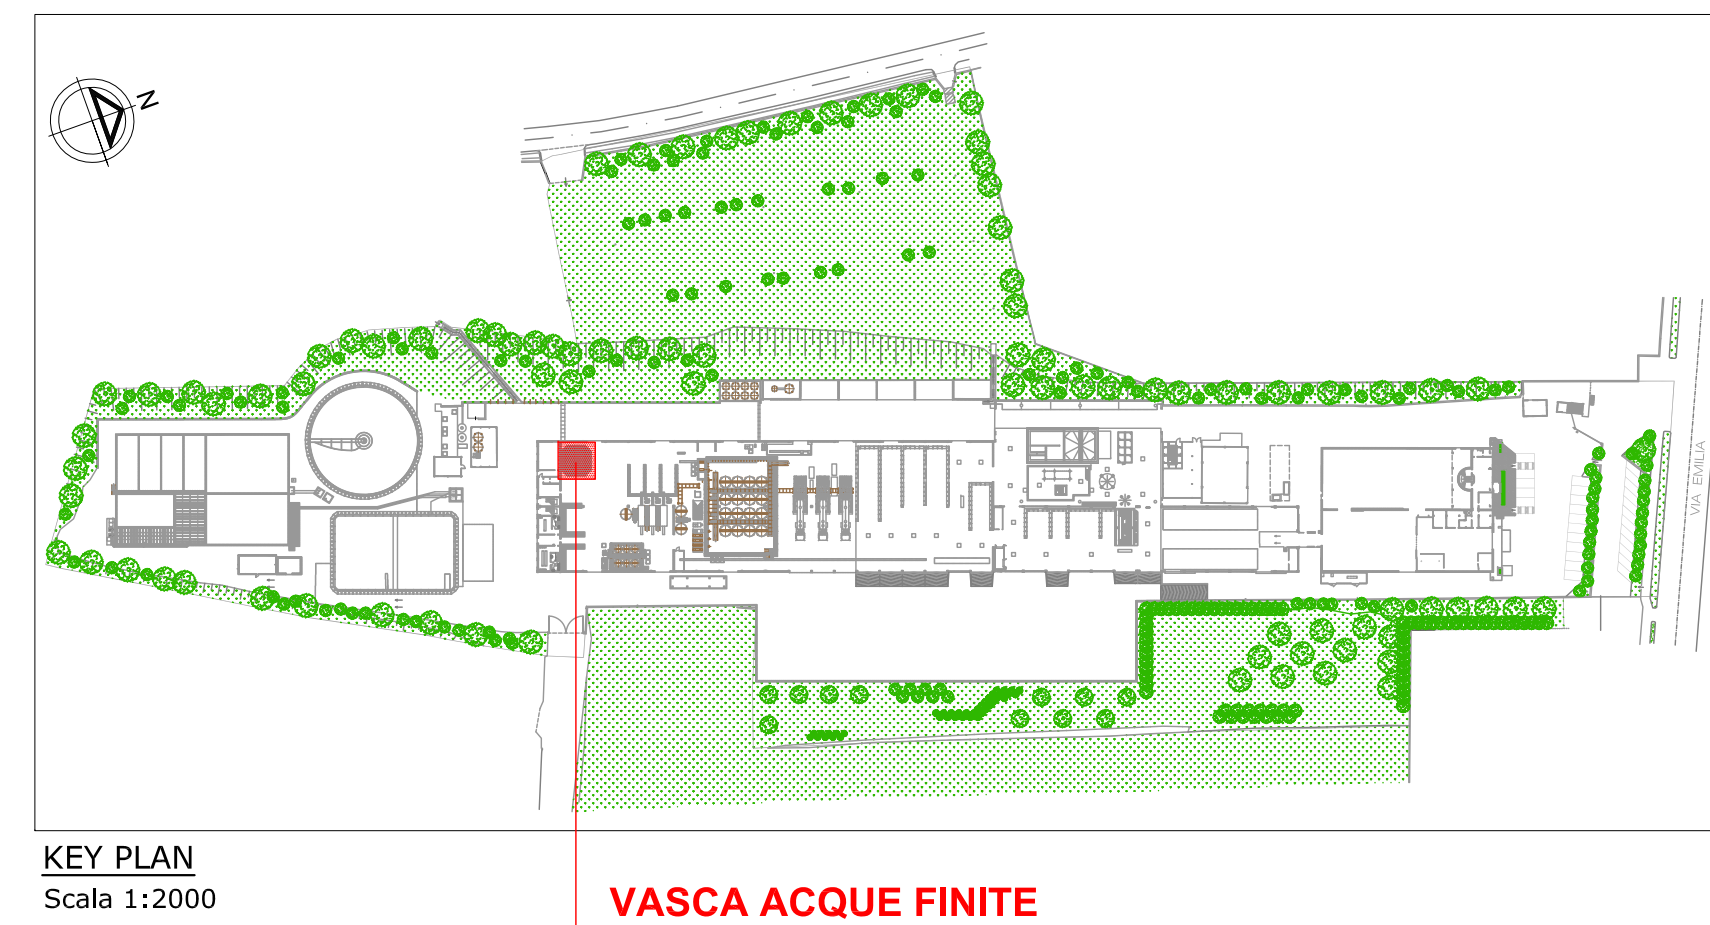 N
VIA EMILIA
KEY PLAN
Scala 1:2000
VASCA ACQUE FINITE